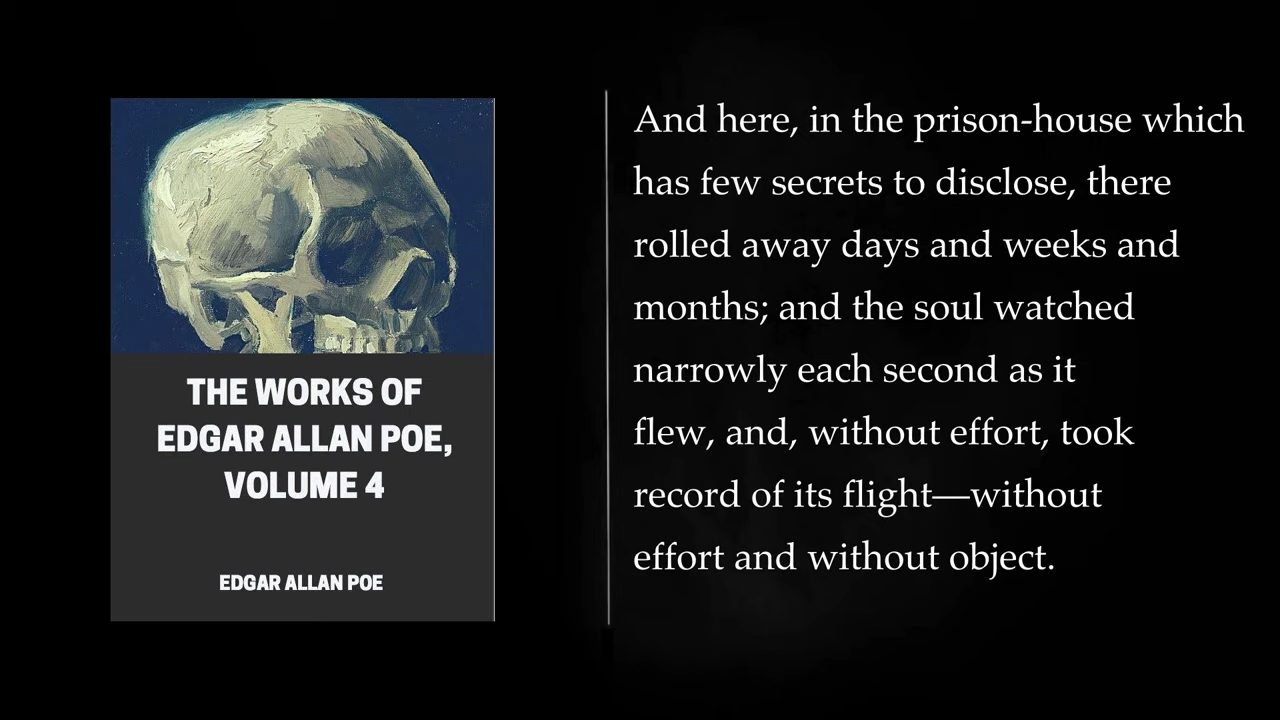 THE WORKS OF
EDGAR ALLAN POE,
VOLUME 4
EDGAR ALLAN POE
And here, in the prison-house which
has few secrets to disclose, there
rolled away days and weeks and
months; and the soul watched
narrowly each second as it
flew, and, without effort, took
record of its flight—without
effort and without object.